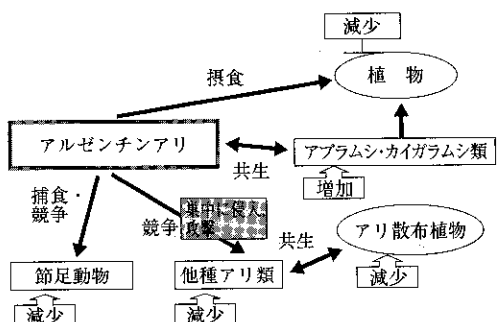 減少
植 物
摂食
アルゼンチンアリ
アブラムシ・カイガラムシ類
共生
増加
捕食・
競争
競争
巣中に侵入,
攻撃
共生
アリ散布植物
節足動物
他種アリ類
減少
減少
減少